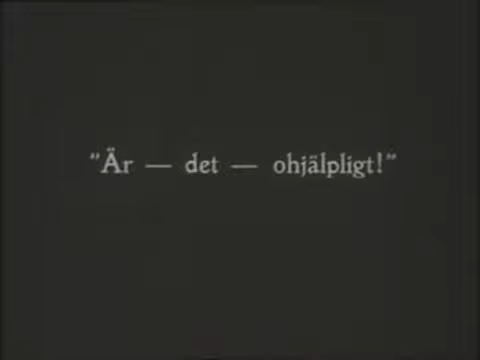 ”Är — det — ohjälpligt!”